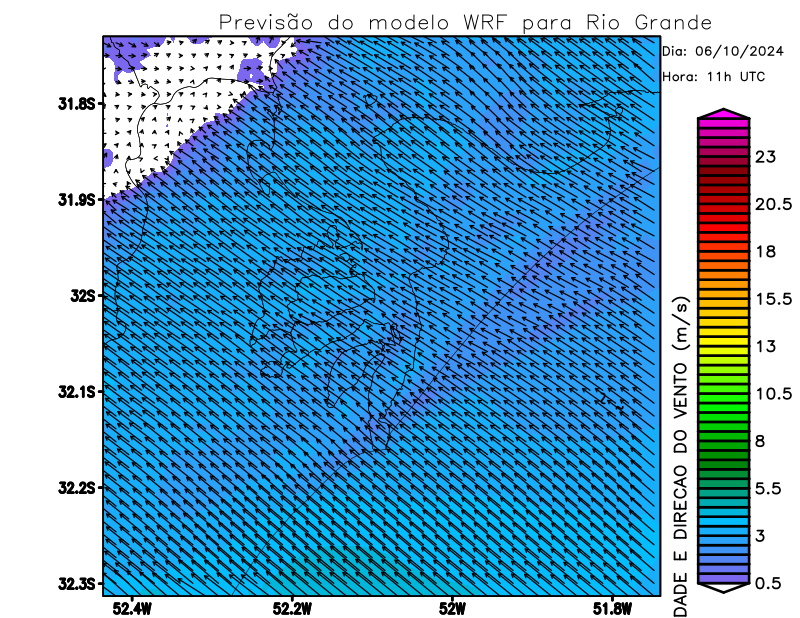 Previsão do modelo WRF para Rio Grande
Dia: 06/10/2024
Hora: 11h UTC
31.8S
31.9S
32S
32.1S
32.2S
32.3S
52.4W
52.2W
52W
51.8W
23
20.5
18
15.5
13
10.5
8
5.5
3
0.5
DADE E DIRECAO DO VENTO (m/s)